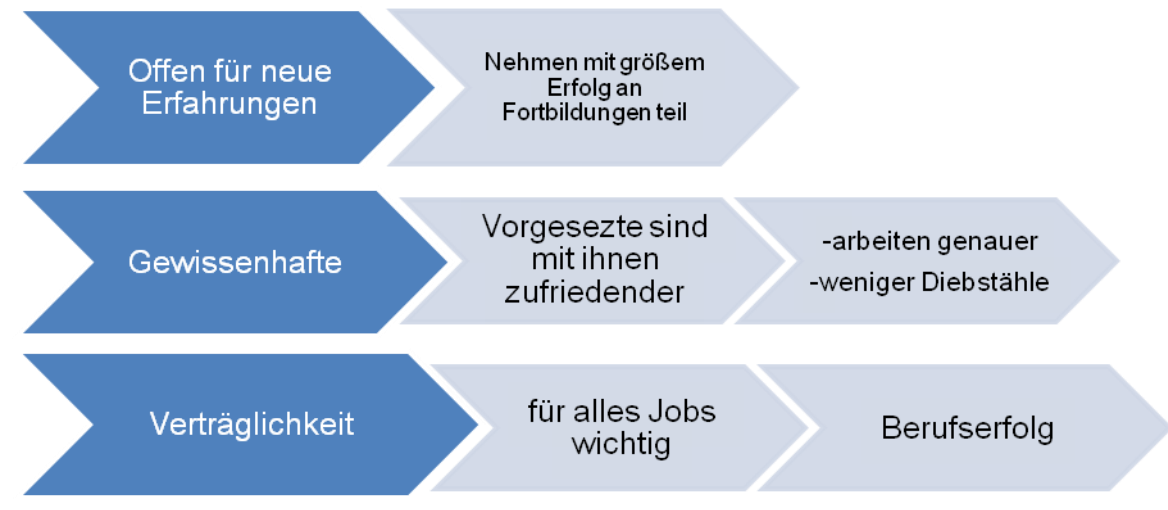 Offen für neue
Erfahrungen
Nehmen mit größem
Erfolg an
Fortbildungen teil
Gewissenhafte
Vorgesezte sind
mit ihnen
zufriedender
-arbeiten genauer
-weniger Diebstähle
Verträglichkeit
für alles Jobs
wichtig
Berufserfolg